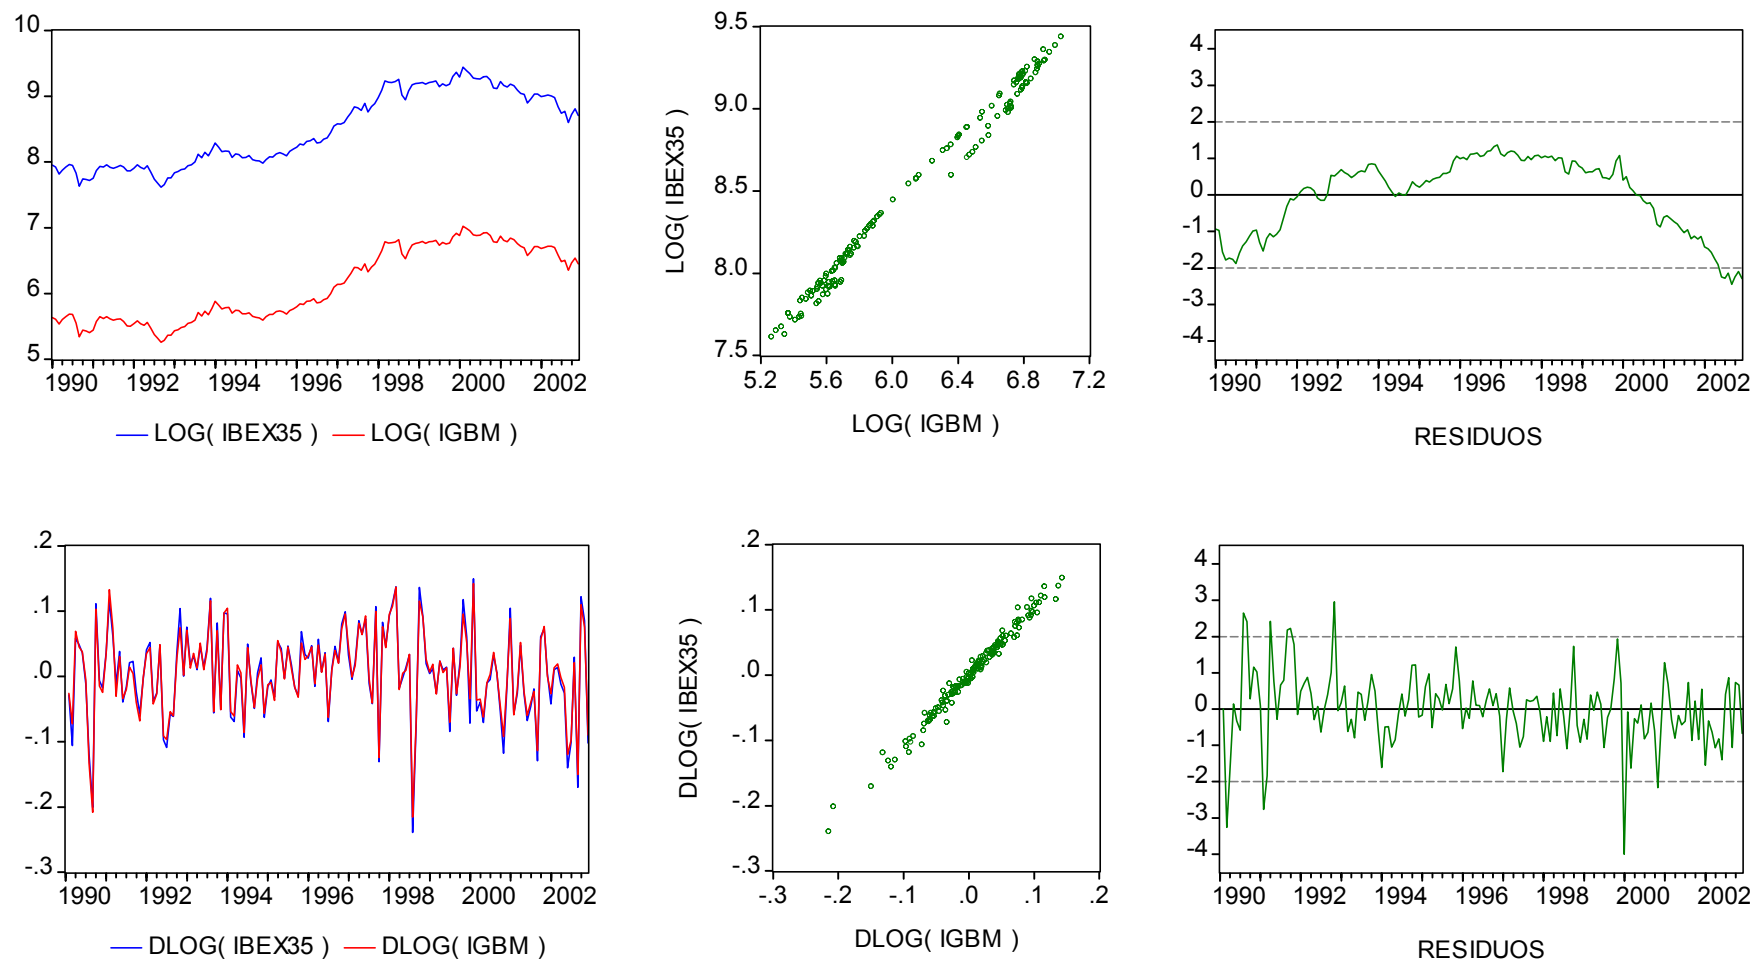 10
9
8
7
6
5
1990 1992 1994 1996 1998 2000 2002
LOG( IBEX35 ) LOG( IGBM )
9.5
9.0
8.5
8.0
7.5
LOG( IBEX35 )
5.2 5.6 6.0 6.4 6.8 7.2
LOG( IGBM )
4
3
2
1
0
-1
-2
-3
-4
1990 1992 1994 1996 1998 2000 2002
RESIDUOS
.2
.1
.0
-.1
-.2
-.3
1990 1992 1994 1996 1998 2000 2002
DLOG( IBEX35 ) DLOG( IGBM )
.2
.1
.0
-.1
-.2
-.3
DLOG( IBEX35 )
-.3 -.2 -.1 .0 .1 .2
DLOG( IGBM )
4
3
2
1
0
-1
-2
-3
-4
1990 1992 1994 1996 1998 2000 2002
RESIDUOS